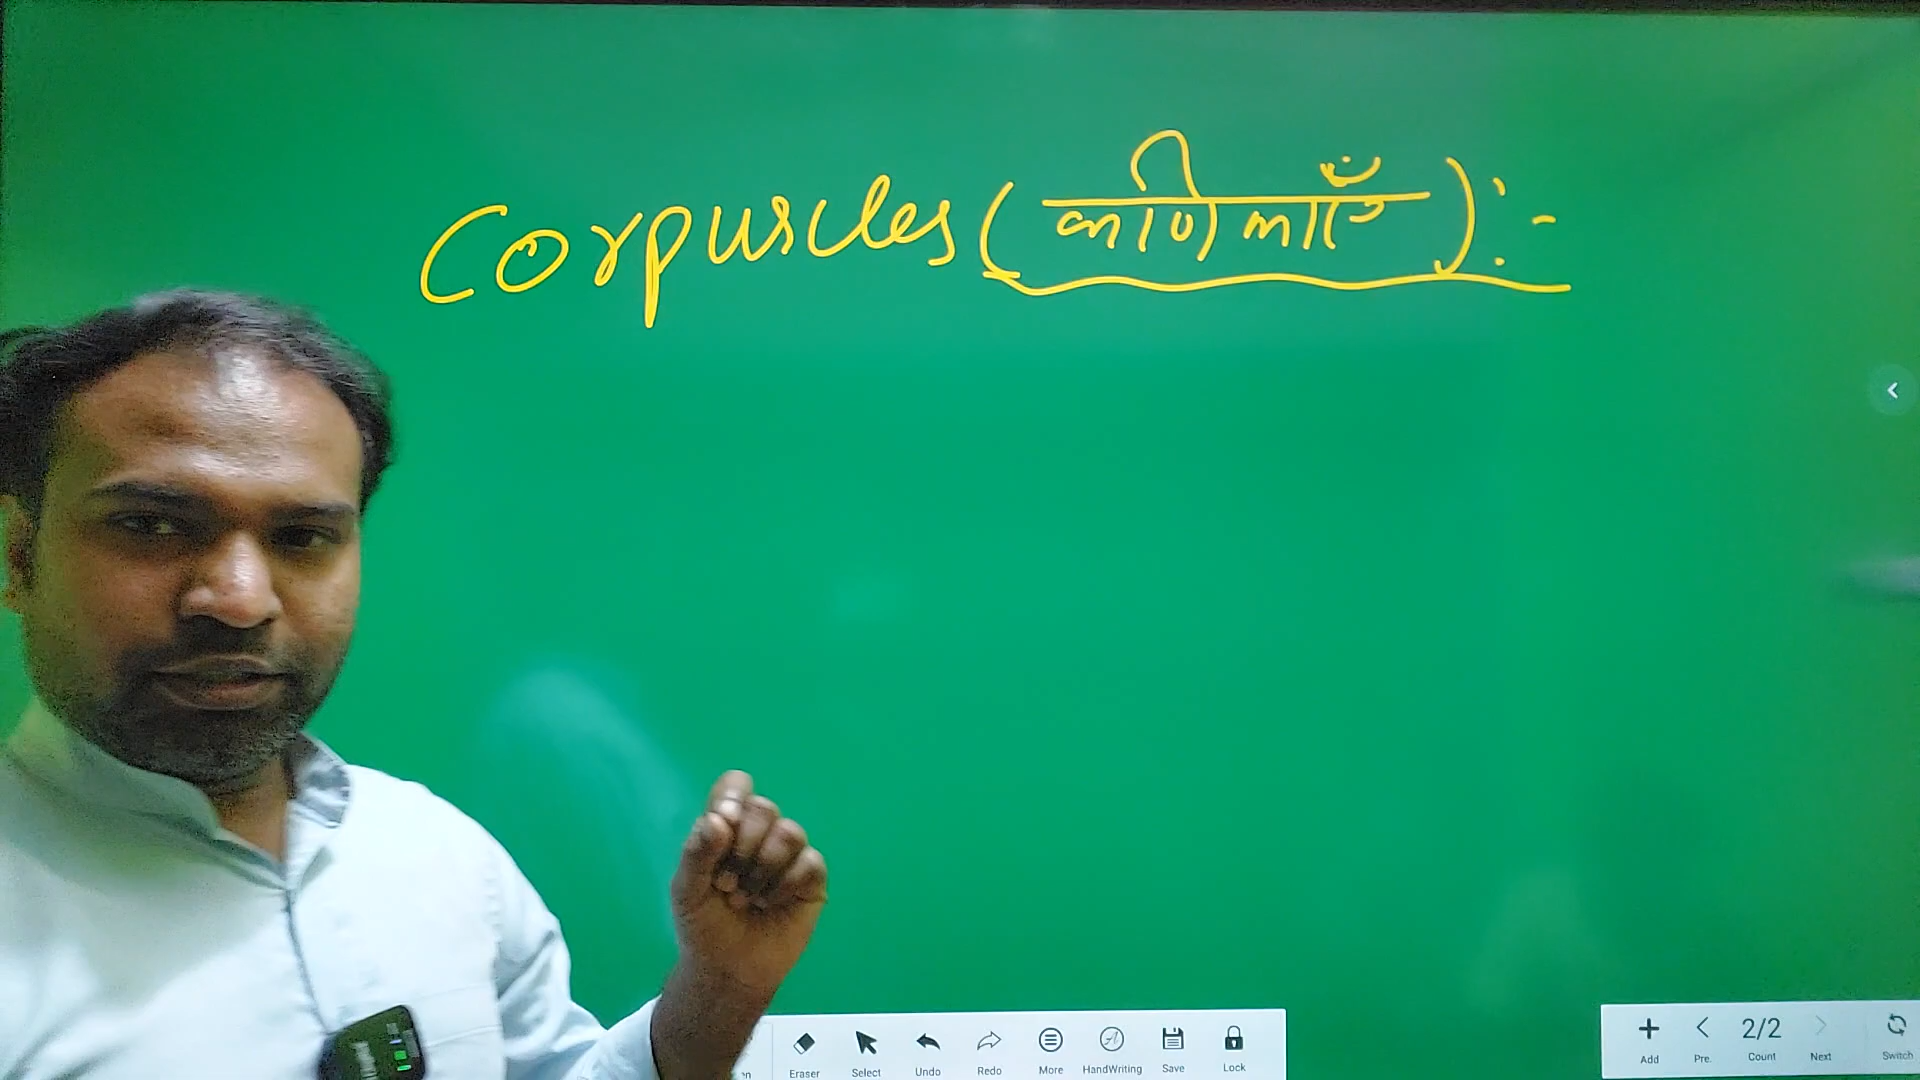 Corpuscles (कणिकाएँ) :-
Eraser Select Undo Redo More HandWriting Save Lock
Add Pre. 2/2 Count Next Switch